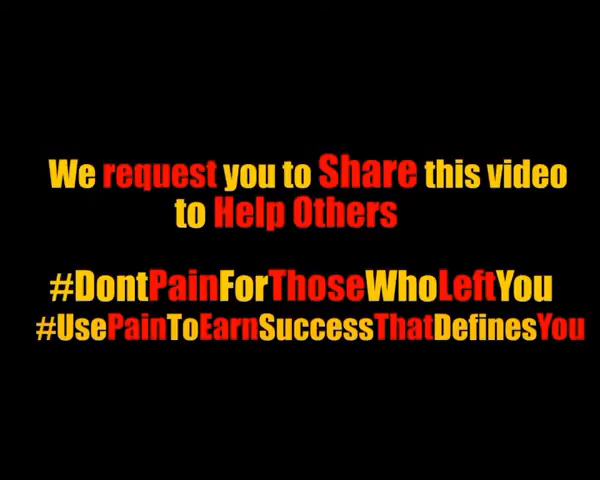 We request you to Share this video
to Help Others
#DontPainForThoseWhoLeftYou
#UsePainToEarnSuccessThatDefinesYou